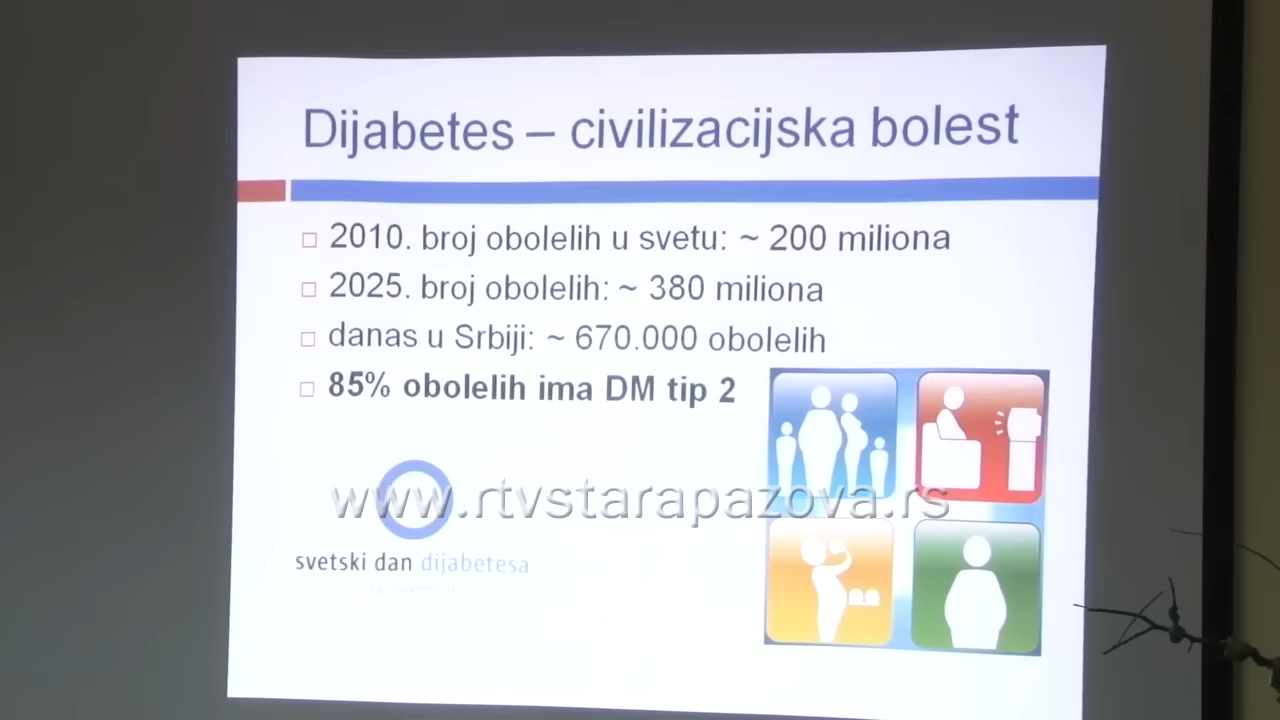 Dijabetes – civilizacijska bolest
2010. broj obolelih u svetu: ~ 200 miliona
2025. broj obolelih: ~ 380 miliona
danas u Srbiji: ~ 670.000 obolelih
85% obolelih ima DM tip 2
www.rtvstarapazova.rs
svetski dan dijabetesa